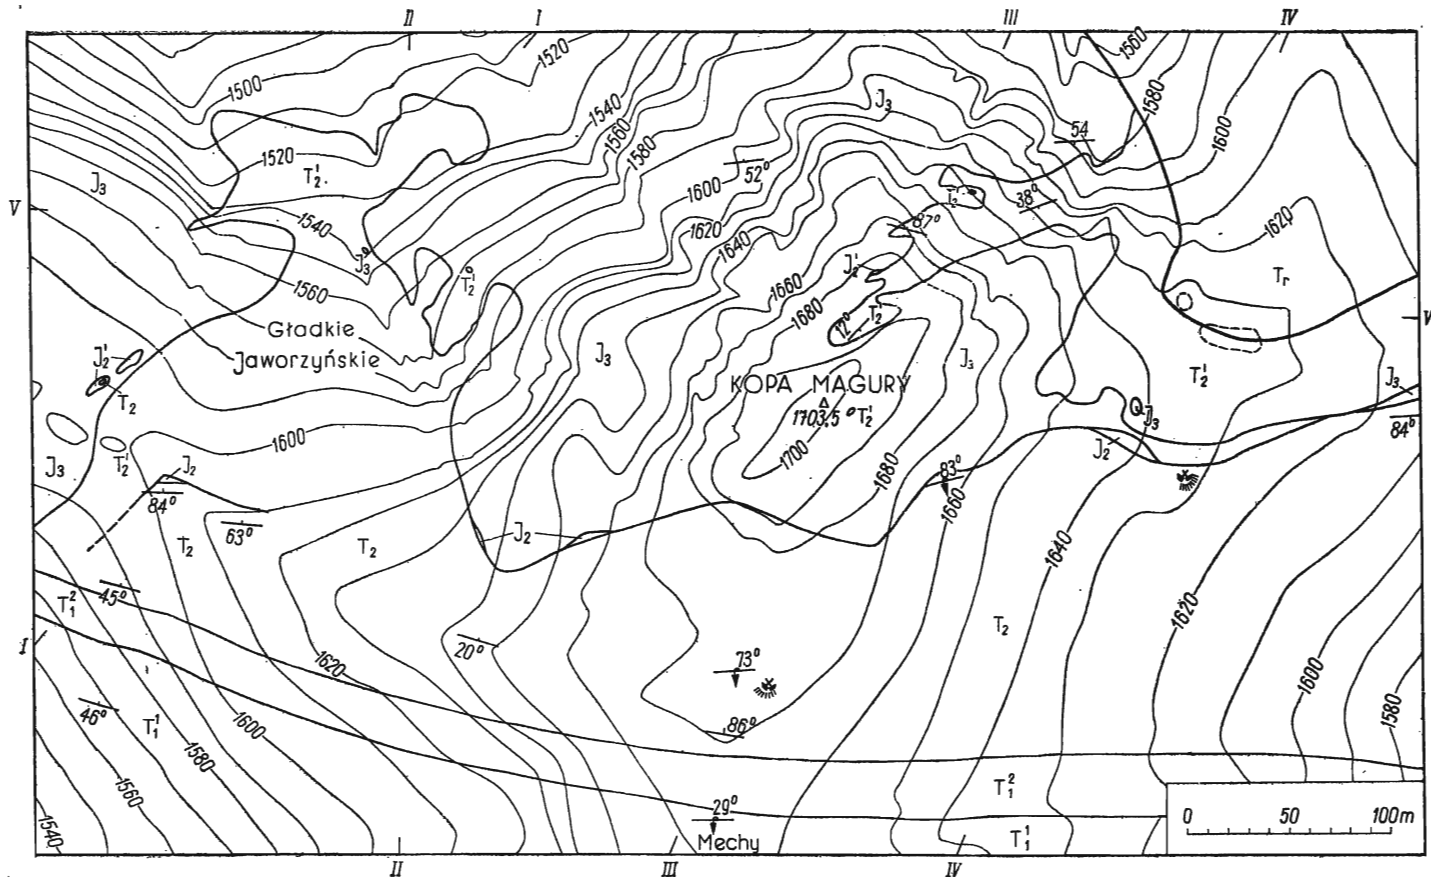 II I III IV
1560
1520
1500
J₃
1580
1540
54
1560
1600
1520
T₂¹
1580
J₃
52°
1600
T₂
38°
V
1620
87°
1620
1540
1640
J₃
T₂¹
J₂¹
Tᵣ
1560
1660
1680
T₂¹
V
Gładkie
12°
Jaworzyńskie
J₂¹
J₃
J₃
T₂¹
KOPA MAGURY
J₃
T₂
1703,5
T₂¹
J₃
84°
1600
J₂
J₃
T₂¹
J₂
1700
1680
83°
84°
1660
63°
J₂
T₂
T₂
1640
45°
T₁²
1620
T₂
I
20°
73°
1620
1600
46°
T₁¹
86°
1600
1580
1580
T₁²
1560
29°
0 50 100m
1540
Mechy
T₁¹
II III IV